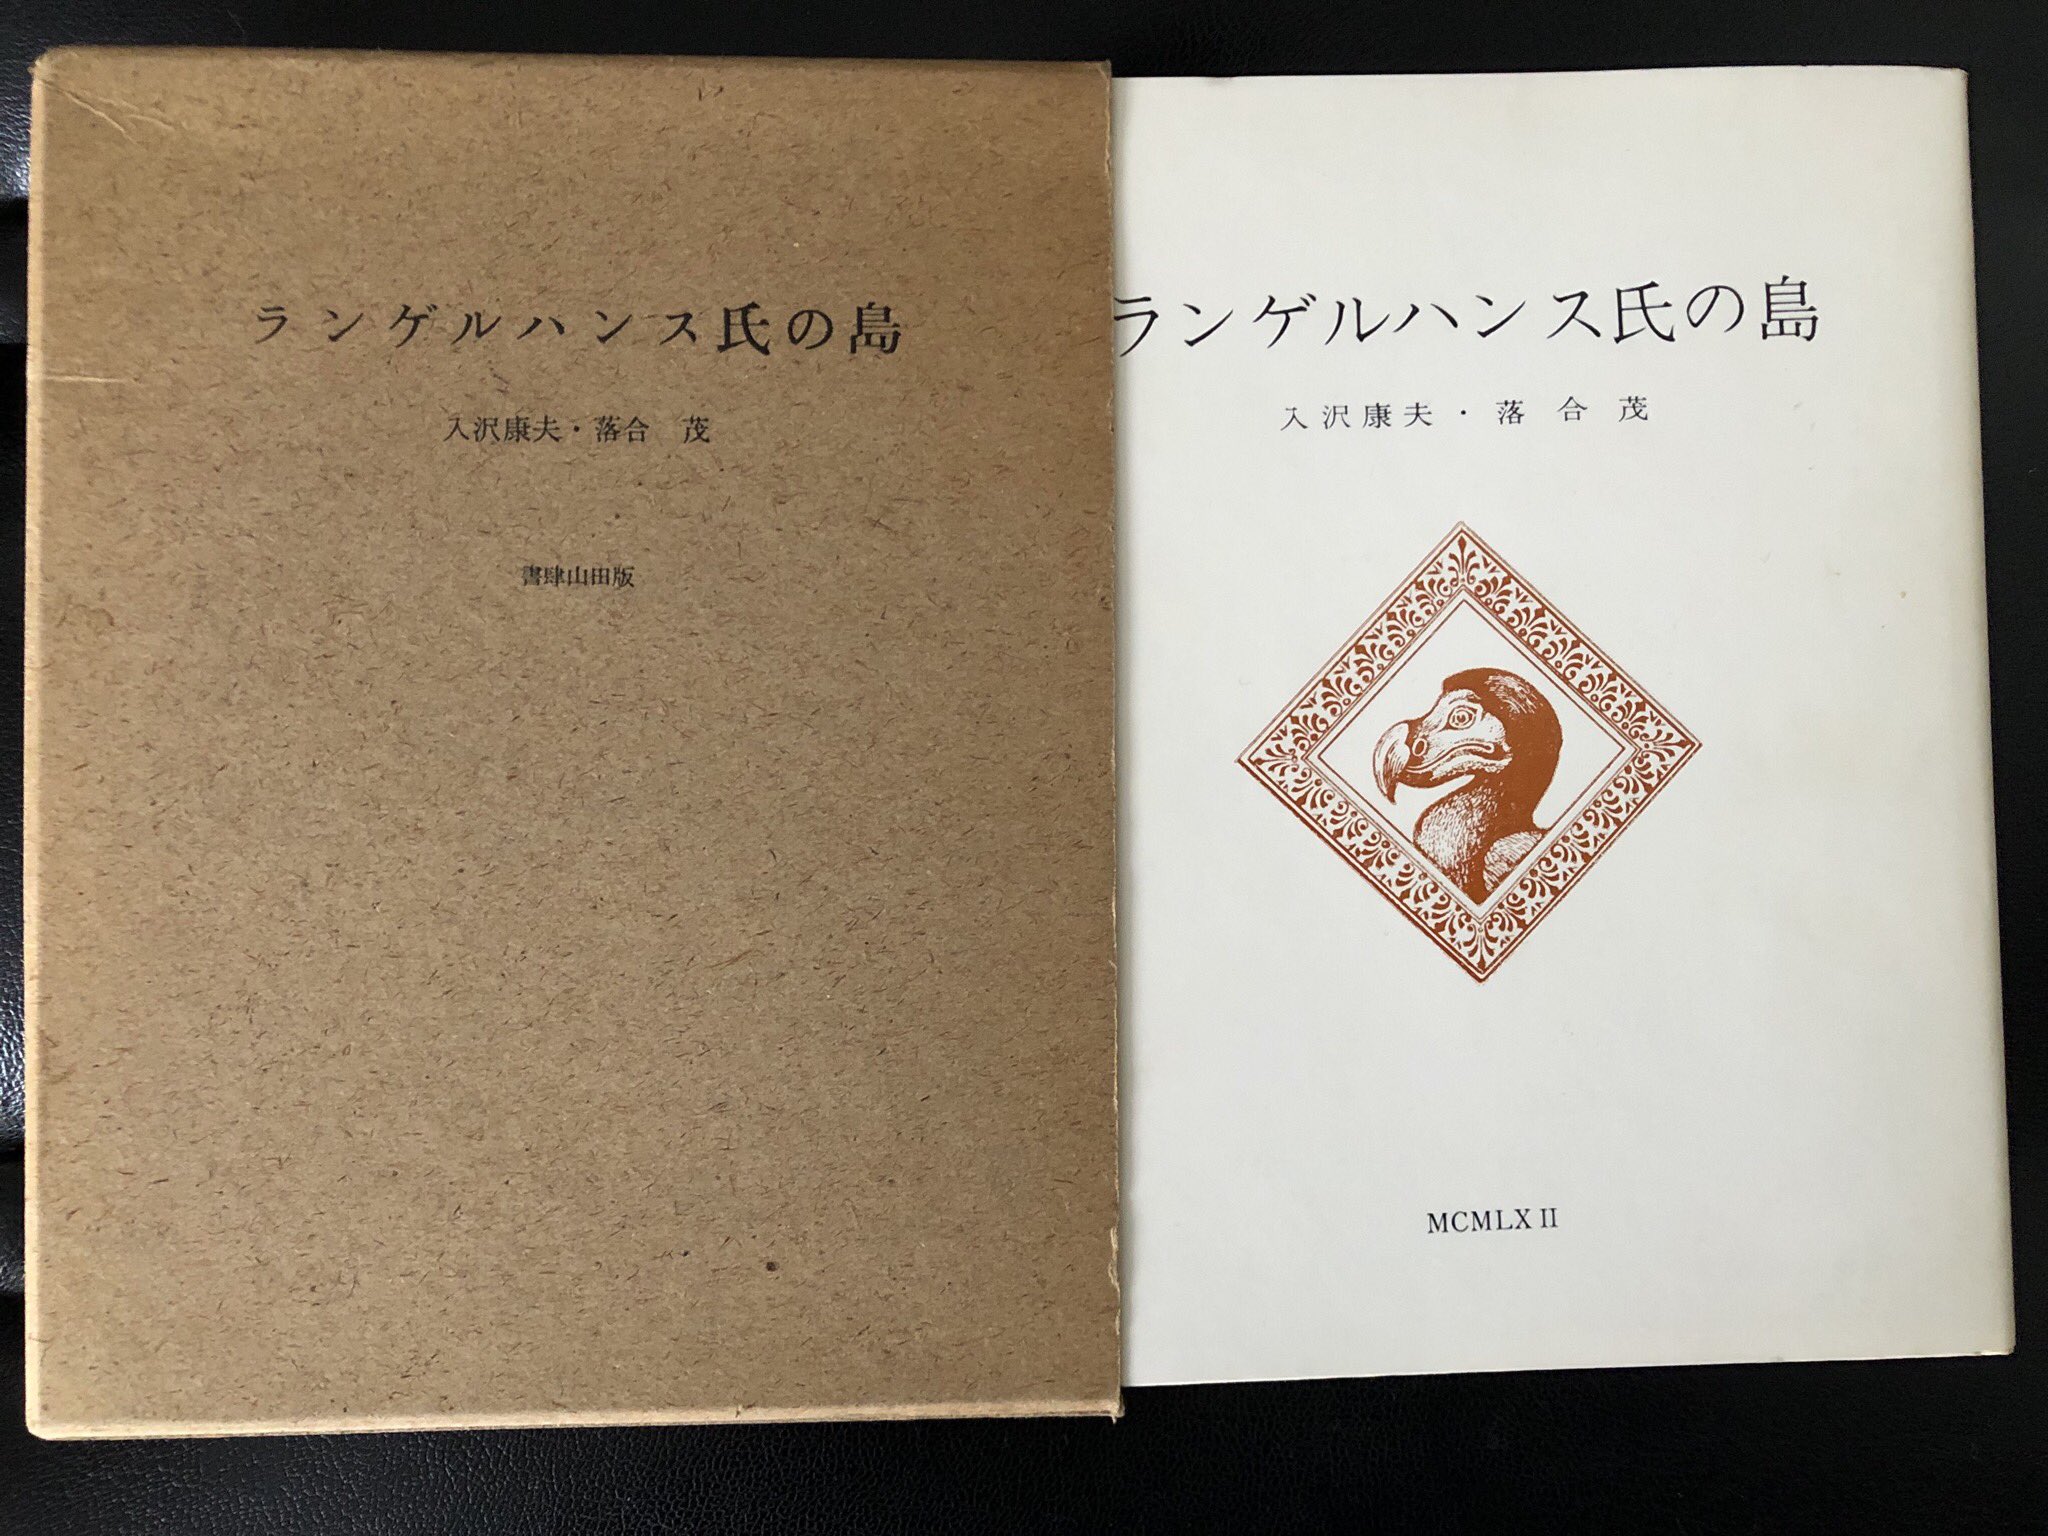 ランゲルハンス氏の島
入沢康夫・落合　茂
書肆山田版
ランゲルハンス氏の島
入沢康夫・落合茂
MCMLXII